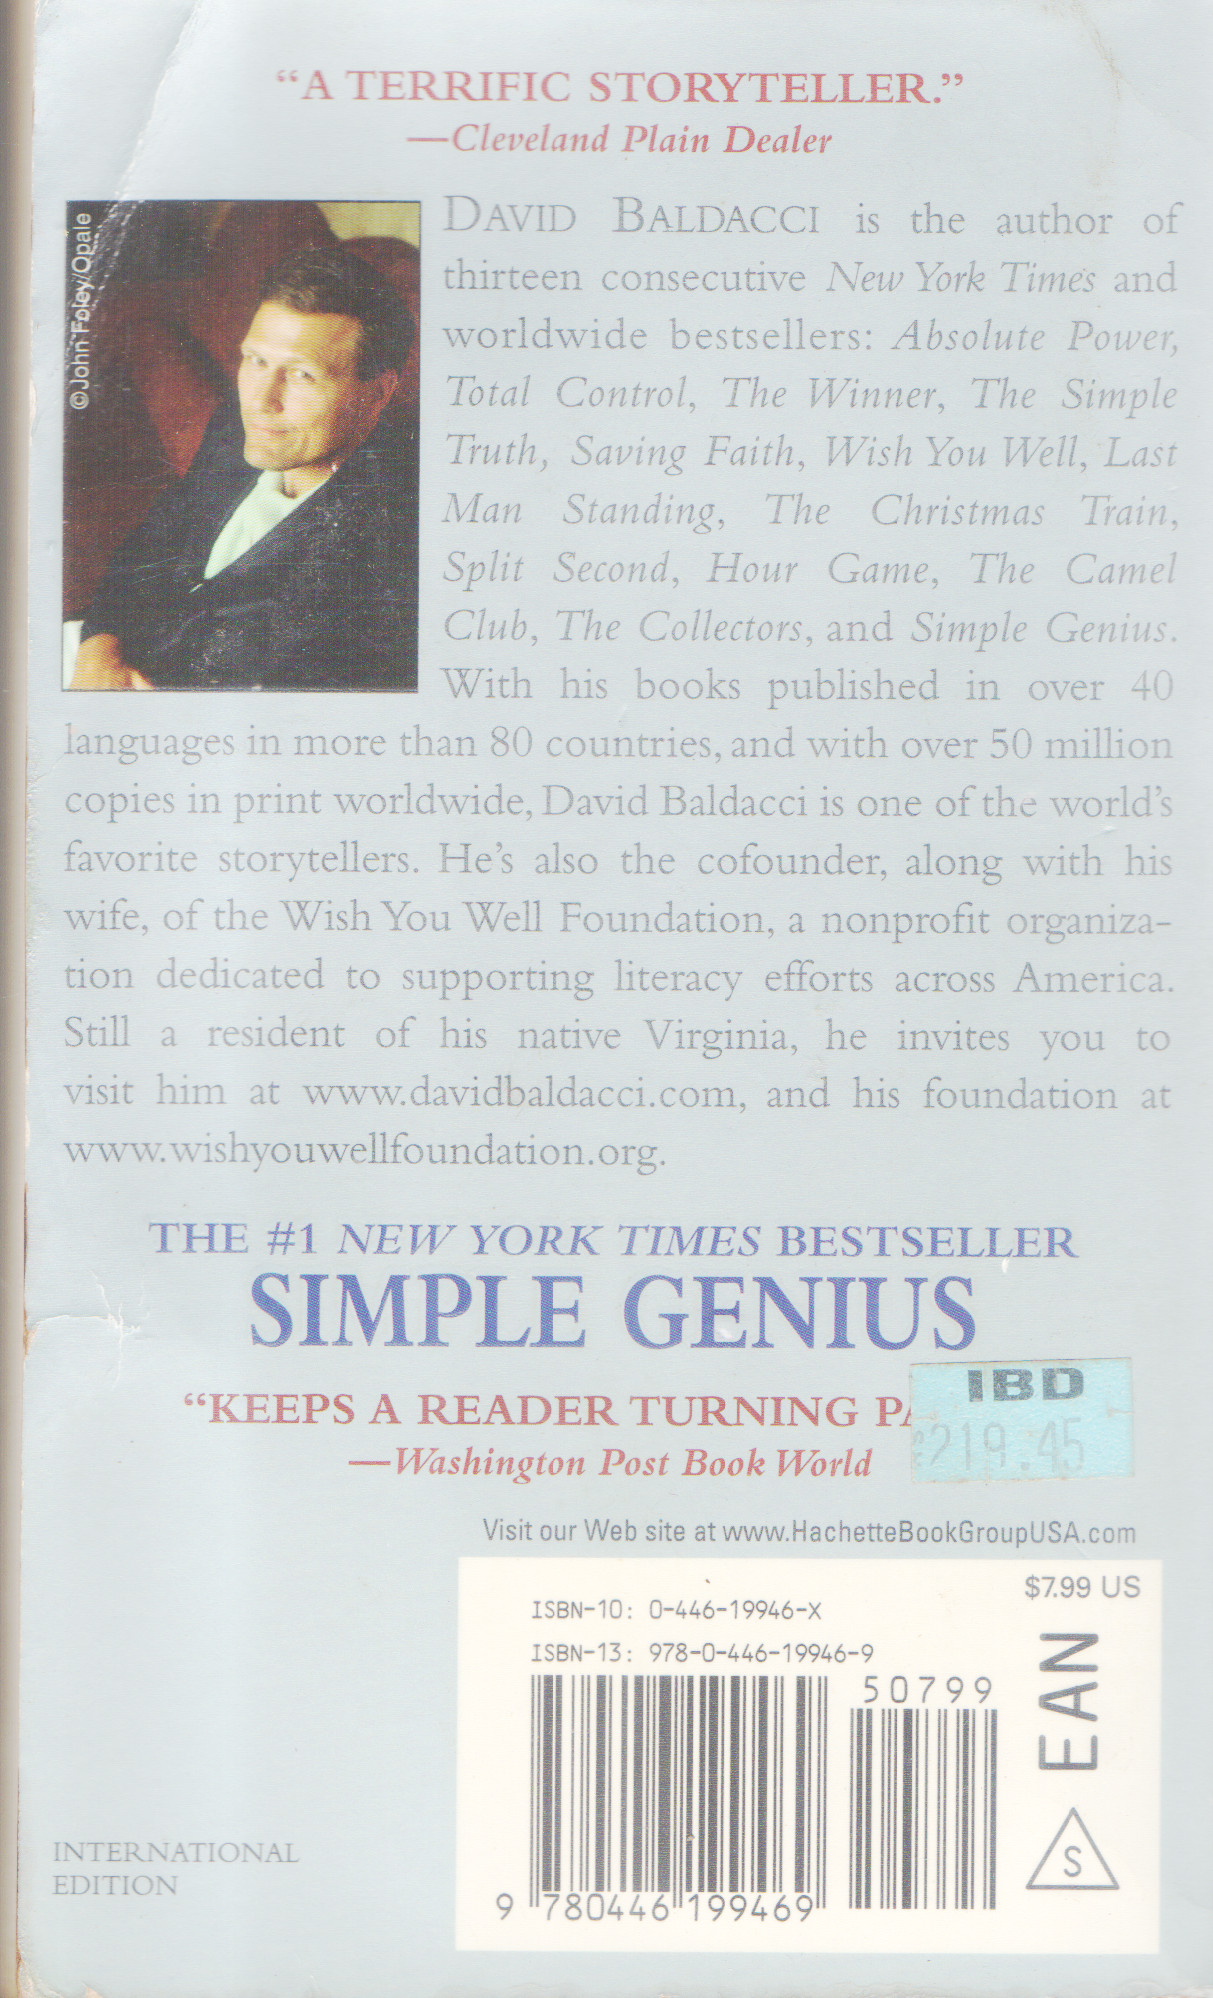 “A TERRIFIC STORYTELLER.”
—Cleveland Plain Dealer
©John Foley/Opale
DAVID BALDACCI is the author of
thirteen consecutive New York Times and
worldwide bestsellers: Absolute Power,
Total Control, The Winner, The Simple
Truth, Saving Faith, Wish You Well, Last
Man Standing, The Christmas Train,
Split Second, Hour Game, The Camel
Club, The Collectors, and Simple Genius.
With his books published in over 40
languages in more than 80 countries, and with over 50 million
copies in print worldwide, David Baldacci is one of the world’s
favorite storytellers. He’s also the cofounder, along with his
wife, of the Wish You Well Foundation, a nonprofit organiza-
tion dedicated to supporting literacy efforts across America.
Still a resident of his native Virginia, he invites you to
visit him at www.davidbaldacci.com, and his foundation at
www.wishyouwellfoundation.org.
THE #1 NEW YORK TIMES BESTSELLER
SIMPLE GENIUS
“KEEPS A READER TURNING
—Washington Post Book World
IBD
219.45
Visit our Web site at www.HachetteBookGroupUSA.com
$7.99 US
ISBN-10: 0-446-19946-X
ISBN-13: 978-0-446-19946-9
50799
EAN
S
9 780446 199469
INTERNATIONAL
EDITION